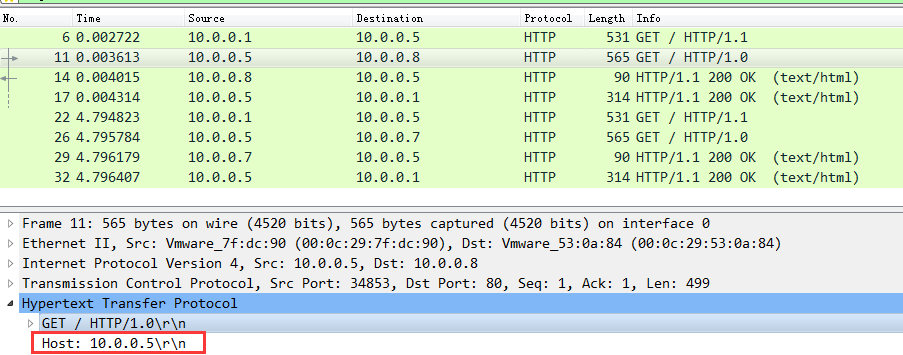 No. Time Source Destination Protocol Length Info
6 0.002722 10.0.0.1 10.0.0.5 HTTP 531 GET / HTTP/1.1
11 0.003613 10.0.0.5 10.0.0.8 HTTP 565 GET / HTTP/1.0
14 0.004015 10.0.0.8 10.0.0.5 HTTP 90 HTTP/1.1 200 OK (text/html)
17 0.004314 10.0.0.5 10.0.0.1 HTTP 314 HTTP/1.1 200 OK (text/html)
22 4.794823 10.0.0.1 10.0.0.5 HTTP 531 GET / HTTP/1.1
26 4.795784 10.0.0.5 10.0.0.7 HTTP 565 GET / HTTP/1.0
29 4.796179 10.0.0.7 10.0.0.5 HTTP 90 HTTP/1.1 200 OK (text/html)
32 4.796407 10.0.0.5 10.0.0.1 HTTP 314 HTTP/1.1 200 OK (text/html)
Frame 11: 565 bytes on wire (4520 bits), 565 bytes captured (4520 bits) on interface 0
Ethernet II, Src: Vmware_7f:dc:90 (00:0c:29:7f:dc:90), Dst: Vmware_53:0a:84 (00:0c:29:53:0a:84)
Internet Protocol Version 4, Src: 10.0.0.5, Dst: 10.0.0.8
Transmission Control Protocol, Src Port: 34853, Dst Port: 80, Seq: 1, Ack: 1, Len: 499
Hypertext Transfer Protocol
GET / HTTP/1.0\r\n
Host: 10.0.0.5\r\n